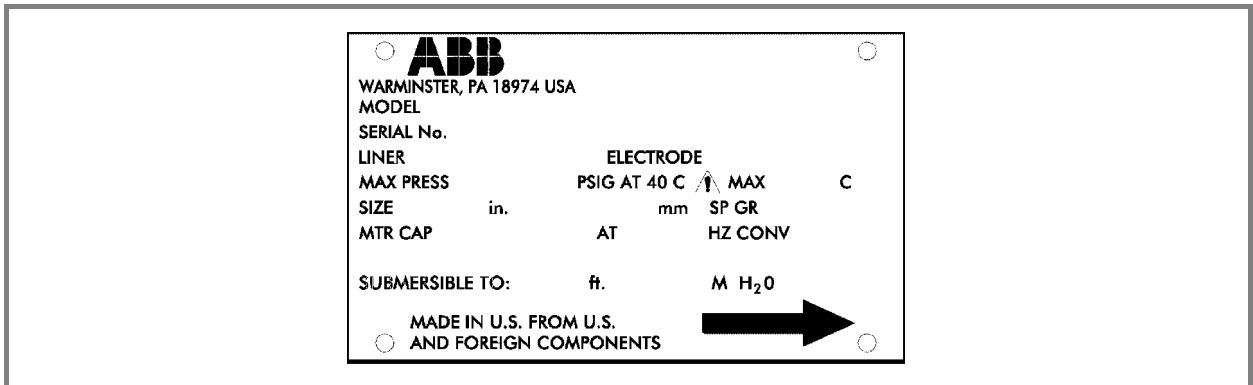 ABB
WARMINSTER, PA 18974 USA
MODEL
SERIAL No.
LINER ELECTRODE
MAX PRESS PSIG AT 40 C MAX C
SIZE in. mm SP GR
MTR CAP AT HZ CONV
SUBMERSIBLE TO: ft. M H₂0
MADE IN U.S. FROM U.S.
AND FOREIGN COMPONENTS